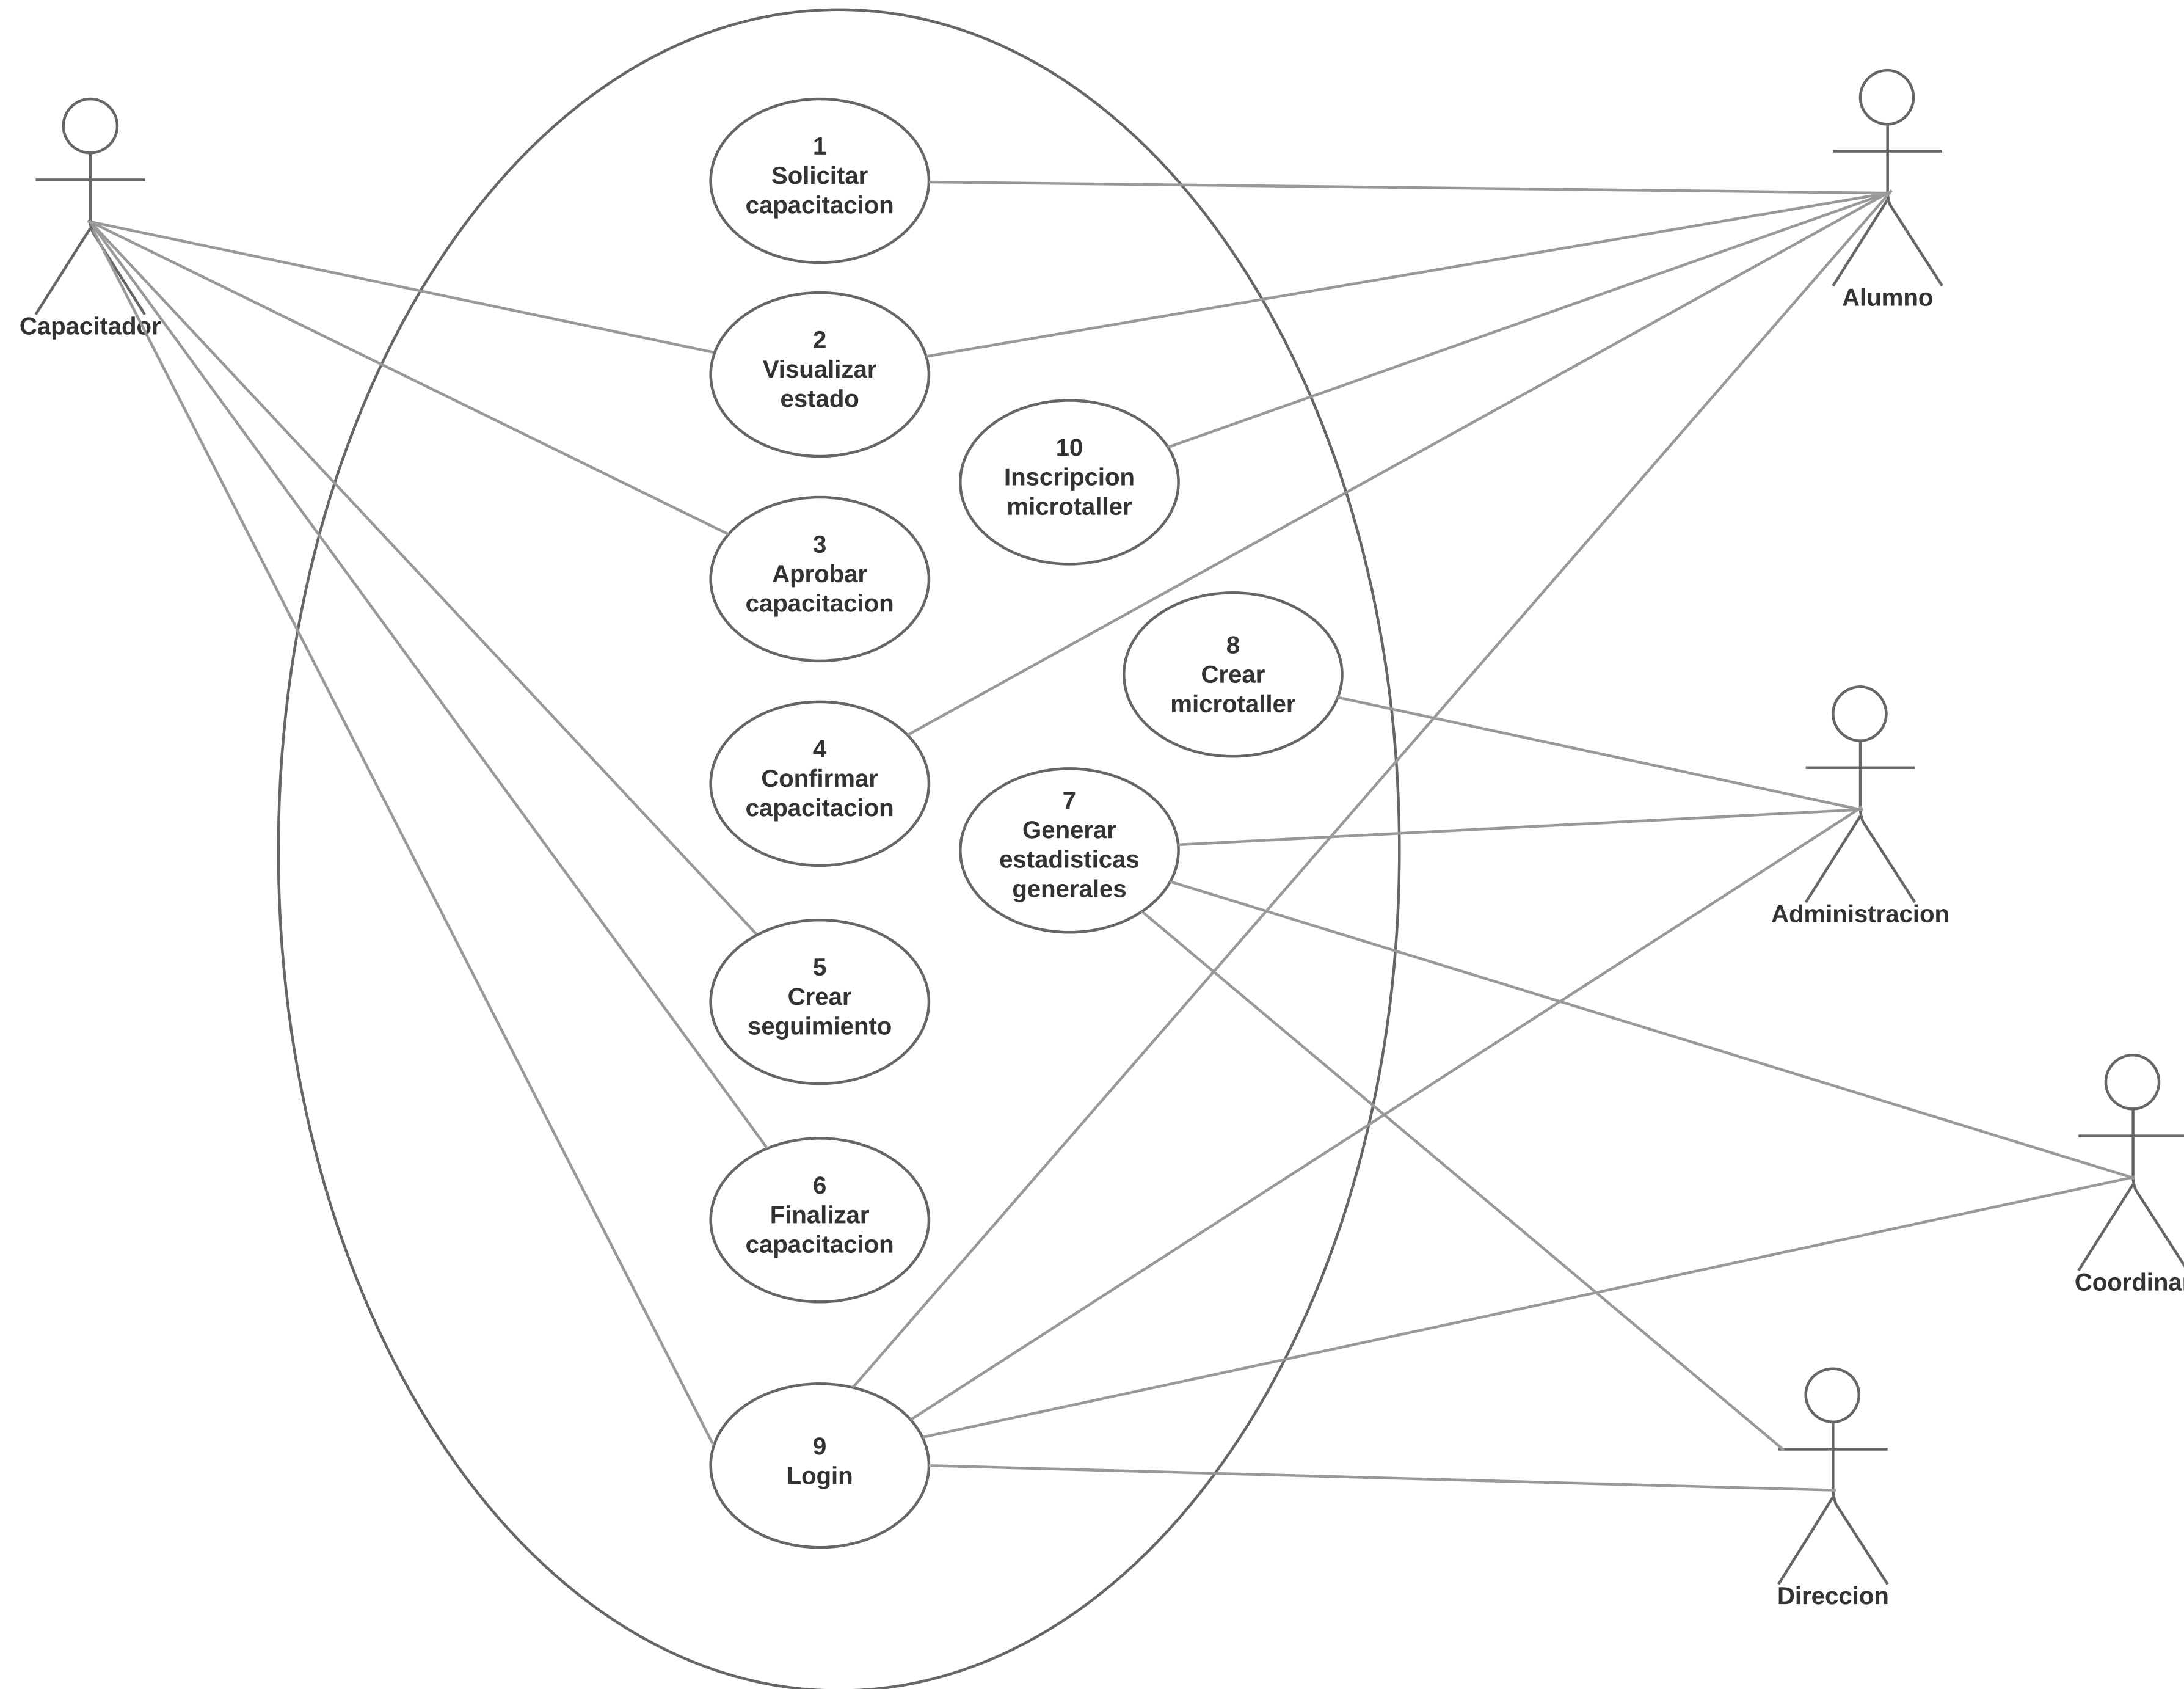 1
Solicitar
capacitacion
Alumno
Capacitador
2
Visualizar
estado
10
Inscripcion
microtaller
3
Aprobar
capacitacion
8
Crear
microtaller
4
Confirmar
capacitacion
7
Generar
estadisticas
generales
Administracion
5
Crear
seguimiento
6
Finalizar
capacitacion
9
Login
Direccion